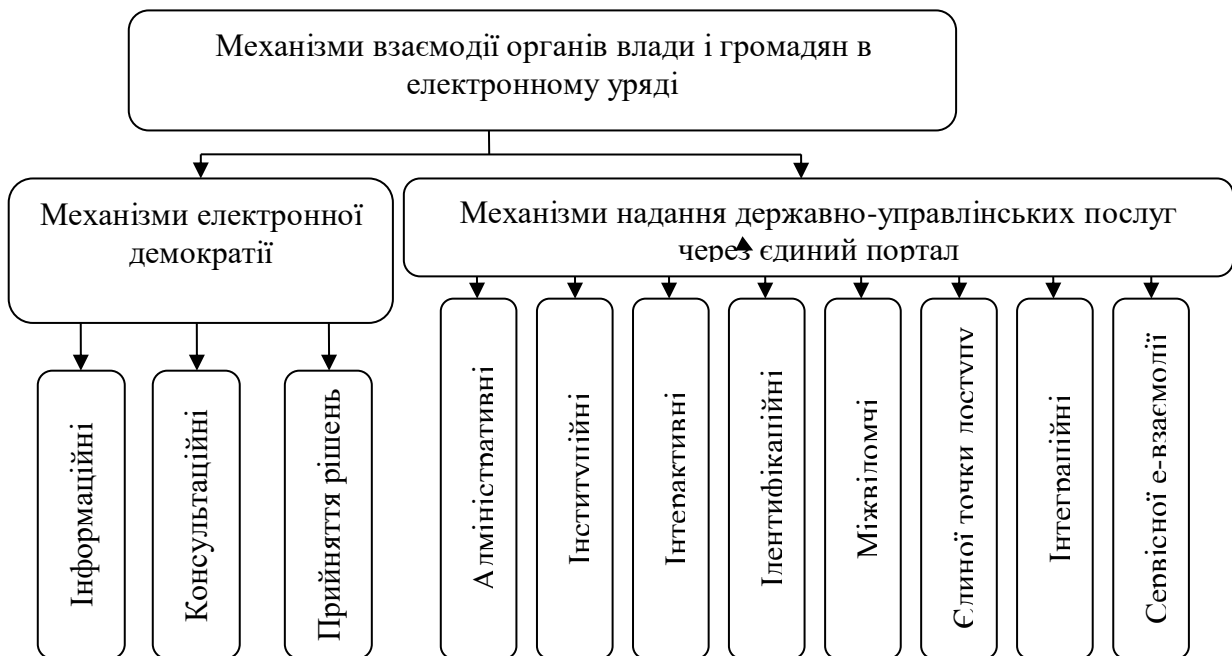 Механізми взаємодії органів влади і громадян в
електронному уряді
Механізми електронної
демократії
Механізми надання державно-управлінських послуг
через єдиний портал
Інформаційні
Консультаційні
Прийняття рішень
Адміністративні
Інституційні
Інтерактивні
Ідентифікаційні
Міжвідомчі
Єдиної точки доступу
Інтеграційні
Сервісної е-взаємодії